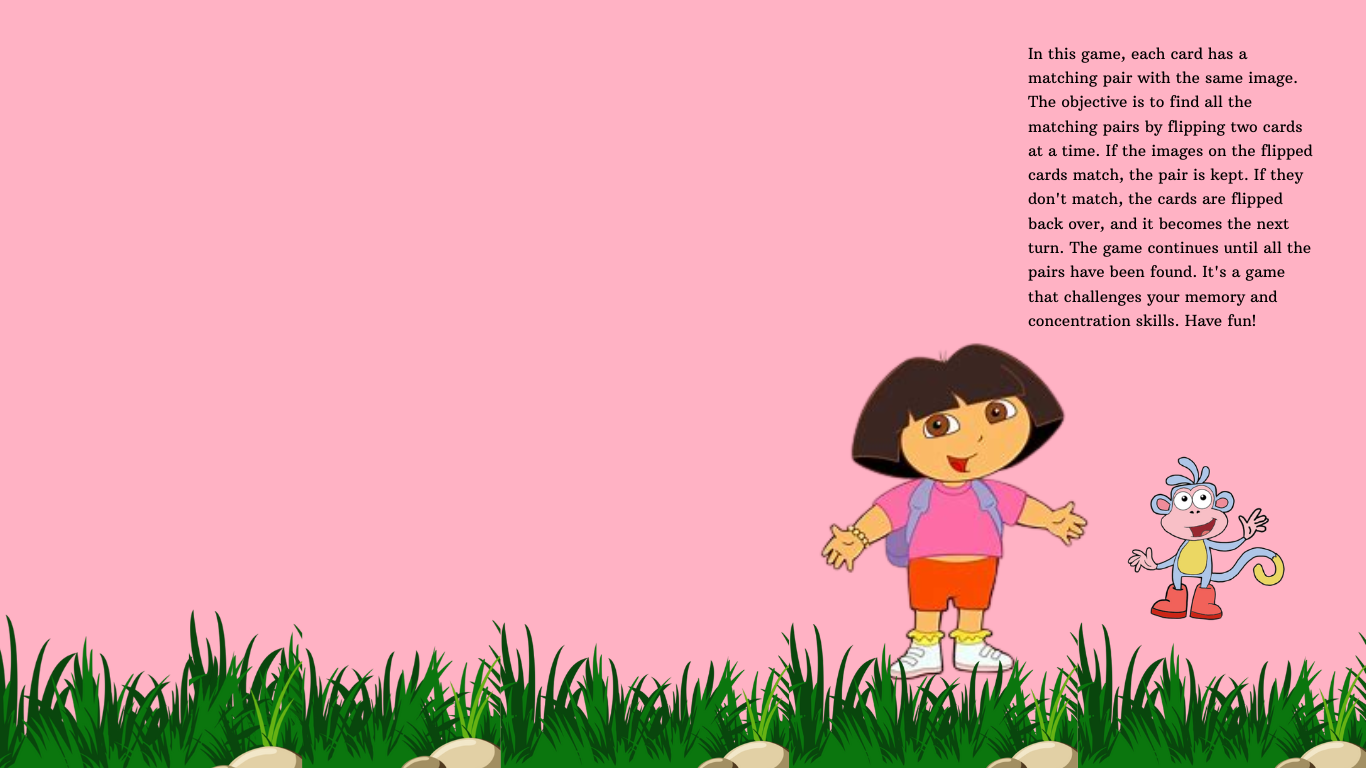 In this game, each card has a
matching pair with the same image.
The objective is to find all the
matching pairs by flipping two cards
at a time. If the images on the flipped
cards match, the pair is kept. If they
don't match, the cards are flipped
back over, and it becomes the next
turn. The game continues until all the
pairs have been found. It's a game
that challenges your memory and
concentration skills. Have fun!